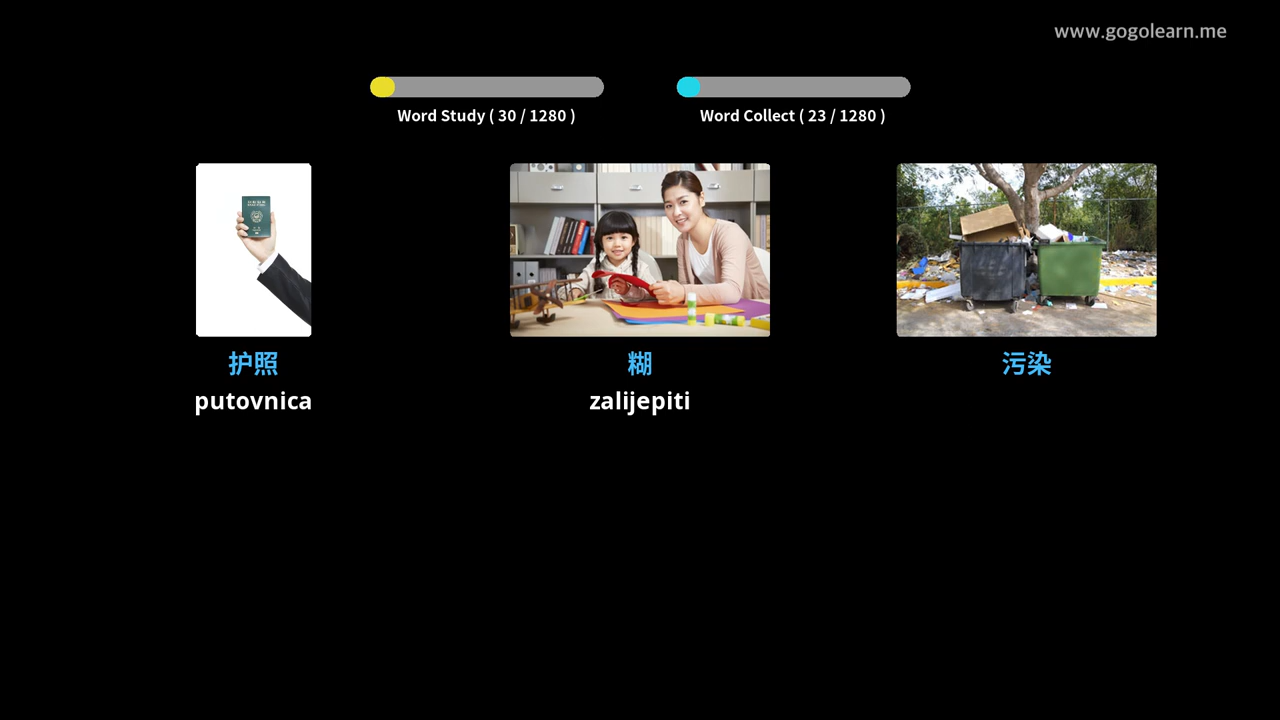 www.gogolearn.me
Word Study ( 30 / 1280 )
Word Collect ( 23 / 1280 )
护照
糊
污染
putovnica
zalijepiti